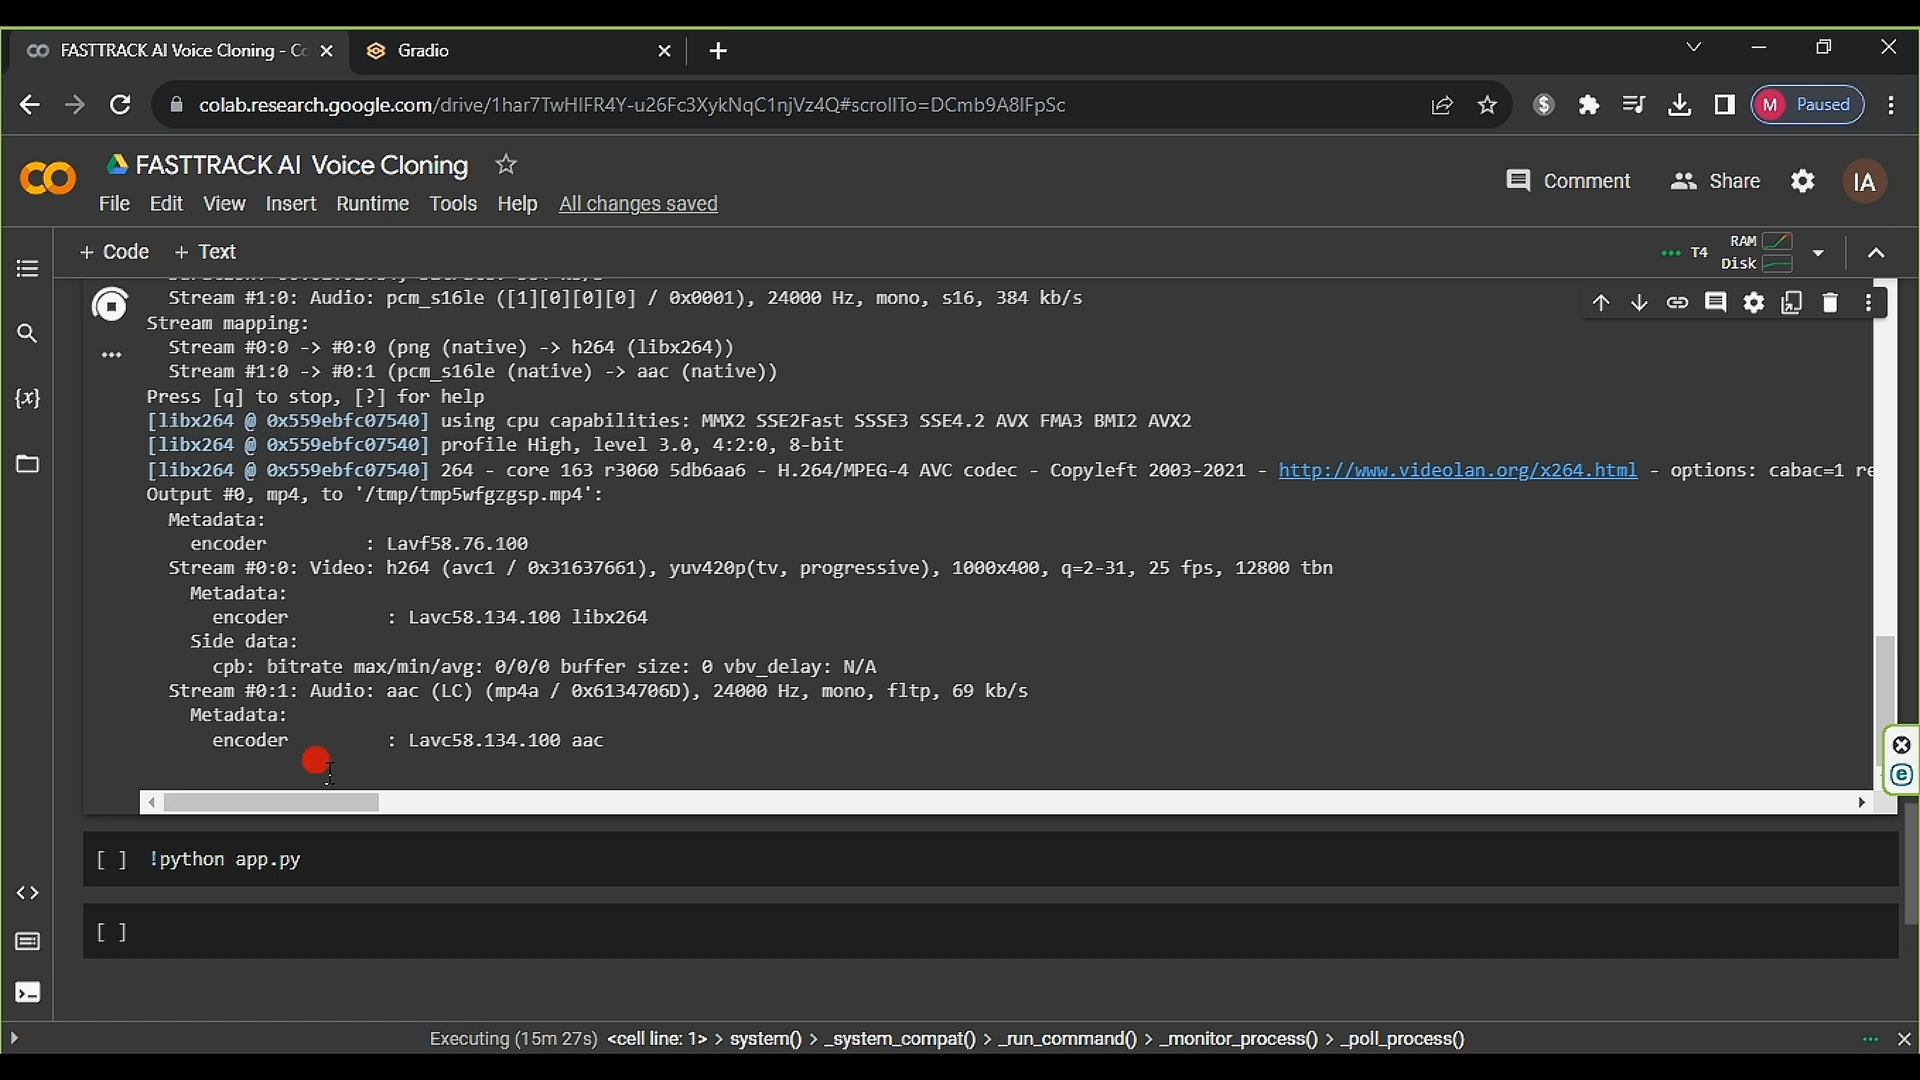 FASTTRACK AI Voice Cloning - Co
Gradio
colab.research.google.com/drive/1har7TwHIFR4Y-u26Fc3XykNqC1njVz4Q#scrollTo=DCmb9A8IFpSc
$
M Paused
FASTTRACK AI Voice Cloning
Comment
Share
IA
File Edit View Insert Runtime Tools Help All changes saved
+ Code + Text
T4
RAM
Disk
Stream #1:0: Audio: pcm_s16le ([1][0][0][0] / 0x0001), 24000 Hz, mono, s16, 384 kb/s
Stream mapping:
Stream #0:0 -> #0:0 (png (native) -> h264 (libx264))
Stream #1:0 -> #0:1 (pcm_s16le (native) -> aac (native))
Press [q] to stop, [?] for help
[libx264 @ 0x559ebfc07540] using cpu capabilities: MMX2 SSE2Fast SSSE3 SSE4.2 AVX FMA3 BMI2 AVX2
[libx264 @ 0x559ebfc07540] profile High, level 3.0, 4:2:0, 8-bit
[libx264 @ 0x559ebfc07540] 264 - core 163 r3060 5db6aa6 - H.264/MPEG-4 AVC codec - Copyleft 2003-2021 - http://www.videolan.org/x264.html - options: cabac=1 re
Output #0, mp4, to '/tmp/tmp5wfgzgsp.mp4':
Metadata:
encoder : Lavf58.76.100
Stream #0:0: Video: h264 (avc1 / 0x31637661), yuv420p(tv, progressive), 1000x400, q=2-31, 25 fps, 12800 tbn
Metadata:
encoder : Lavc58.134.100 libx264
Side data:
cpb: bitrate max/min/avg: 0/0/0 buffer size: 0 vbv_delay: N/A
Stream #0:1: Audio: aac (LC) (mp4a / 0x6134706D), 24000 Hz, mono, fltp, 69 kb/s
Metadata:
encoder : Lavc58.134.100 aac
[ ] !python app.py
[ ]
Executing (15m 27s) <cell line: 1> > system() > _system_compat() > _run_command() > _monitor_process() > _poll_process()